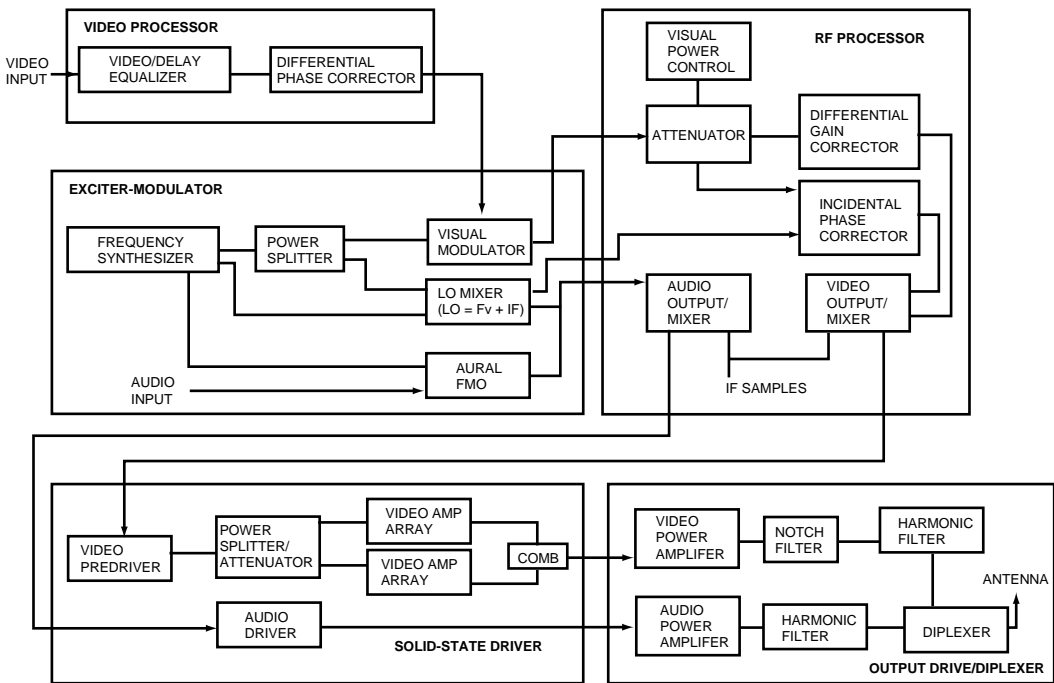 VIDEO PROCESSOR
VIDEO
INPUT
VIDEO/DELAY
EQUALIZER
DIFFERENTIAL
PHASE CORRECTOR
RF PROCESSOR
VISUAL
POWER
CONTROL
ATTENUATOR
DIFFERENTIAL
GAIN
CORRECTOR
INCIDENTAL
PHASE
CORRECTOR
AUDIO
OUTPUT/
MIXER
VIDEO
OUTPUT/
MIXER
IF SAMPLES
EXCITER-MODULATOR
FREQUENCY
SYNTHESIZER
POWER
SPLITTER
VISUAL
MODULATOR
LO MIXER
(LO = Fv + IF)
AURAL
FMO
AUDIO
INPUT
VIDEO
PREDRIVER
POWER
SPLITTER/
ATTENUATOR
VIDEO AMP
ARRAY
VIDEO AMP
ARRAY
COMB
AUDIO
DRIVER
SOLID-STATE DRIVER
VIDEO
POWER
AMPLIFER
NOTCH
FILTER
HARMONIC
FILTER
ANTENNA
AUDIO
POWER
AMPLIFER
HARMONIC
FILTER
DIPLEXER
OUTPUT DRIVE/DIPLEXER